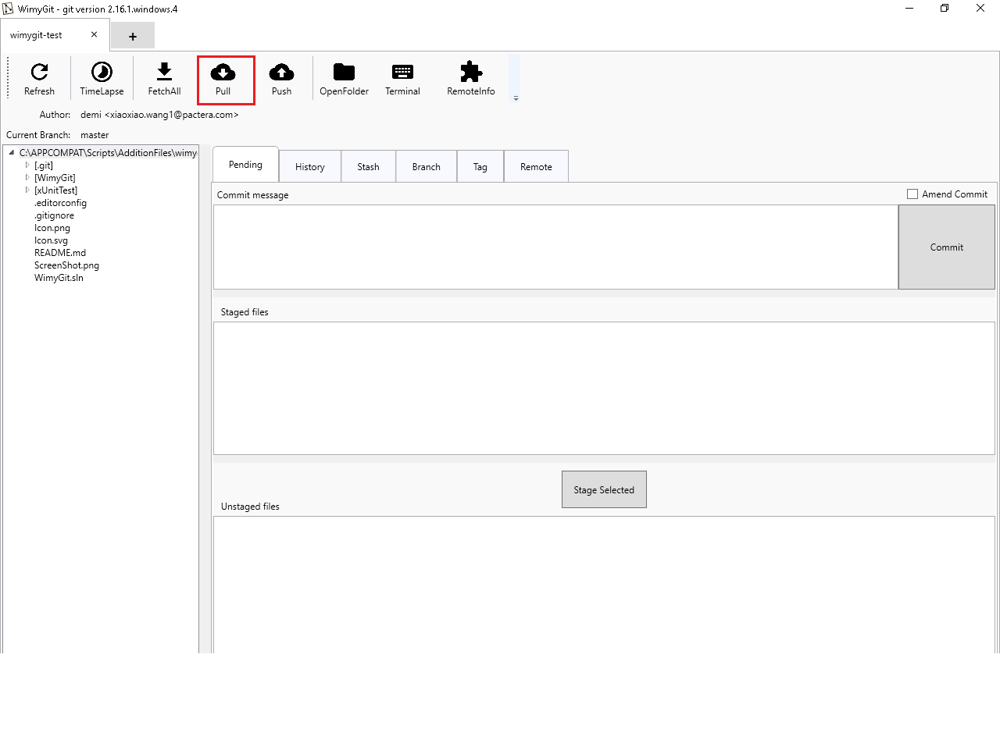 WimyGit - git version 2.16.1.windows.4
wimygit-test
Refresh TimeLapse FetchAll Pull Push OpenFolder Terminal RemoteInfo
Author: demi <xiaoxiao.wang1@pactera.com>
Current Branch: master
C:\APPCOMPAT\Scripts\AdditionFiles\wimy
[.git]
[WimyGit]
[xUnitTest]
.editorconfig
.gitignore
Icon.png
Icon.svg
README.md
ScreenShot.png
WimyGit.sln
Pending History Stash Branch Tag Remote
Commit message Amend Commit
Commit
Staged files
Stage Selected
Unstaged files